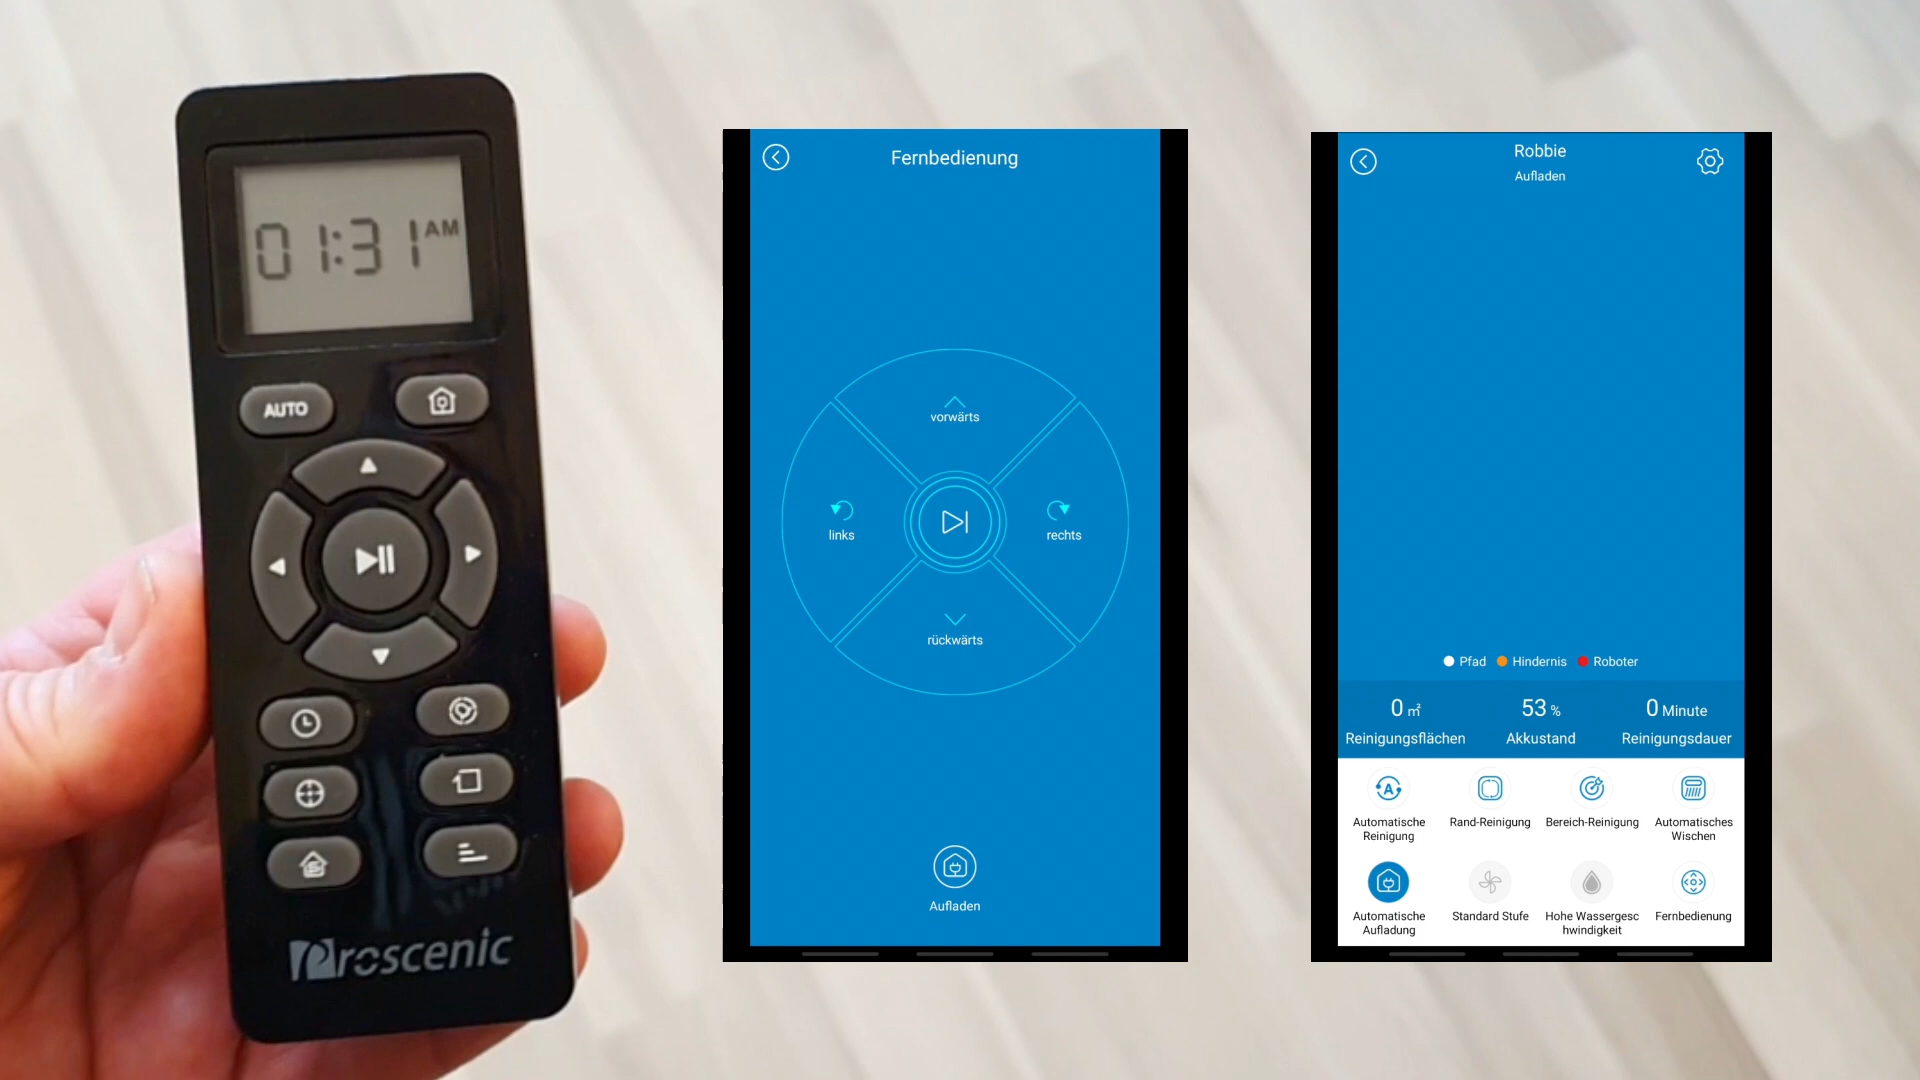 01:31 AM
AUTO
Proscenic
Fernbedienung
vorwärts
links
rechts
rückwärts
Aufladen
Robbie
Aufladen
Pfad Hindernis Roboter
0 m² 53 % 0 Minute
Reinigungsflächen Akkustand Reinigungsdauer
Automatische Reinigung
Rand-Reinigung
Bereich-Reinigung
Automatisches Wischen
Automatische Aufladung
Standard Stufe
Hohe Wassergesc
hwindigkeit
Fernbedienung